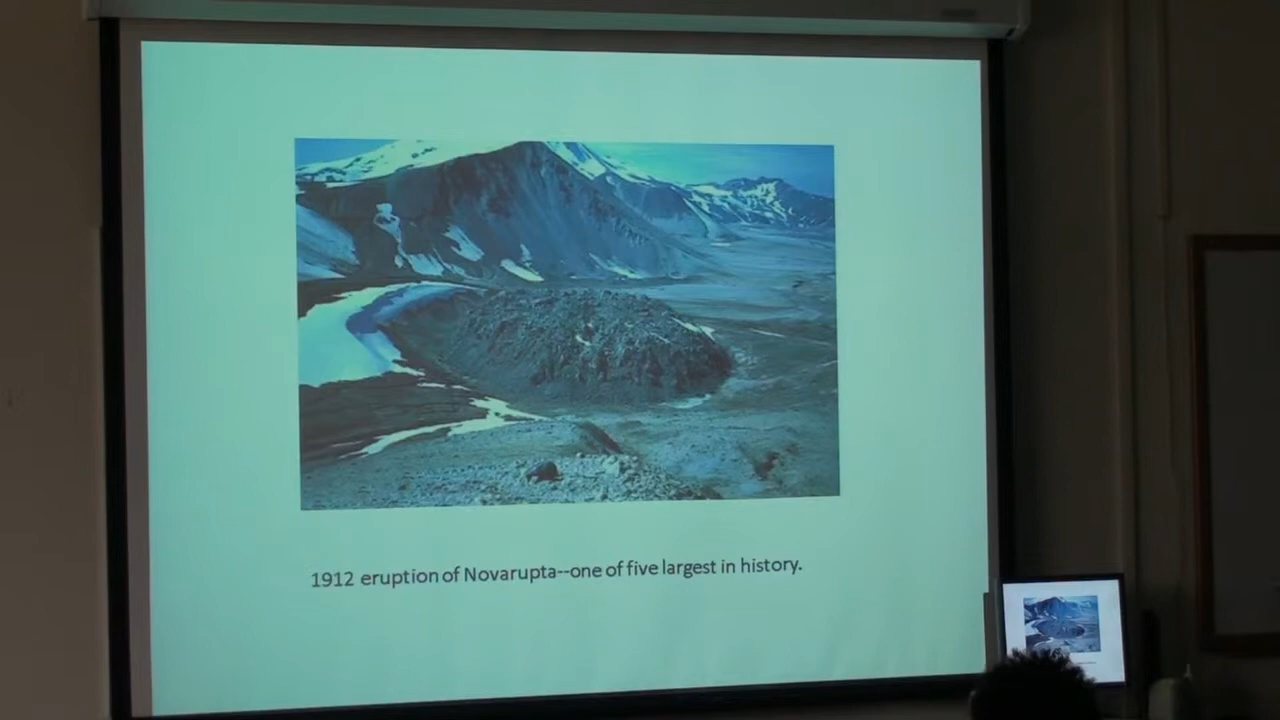 1912 eruption of Novarupta--one of five largest in history.